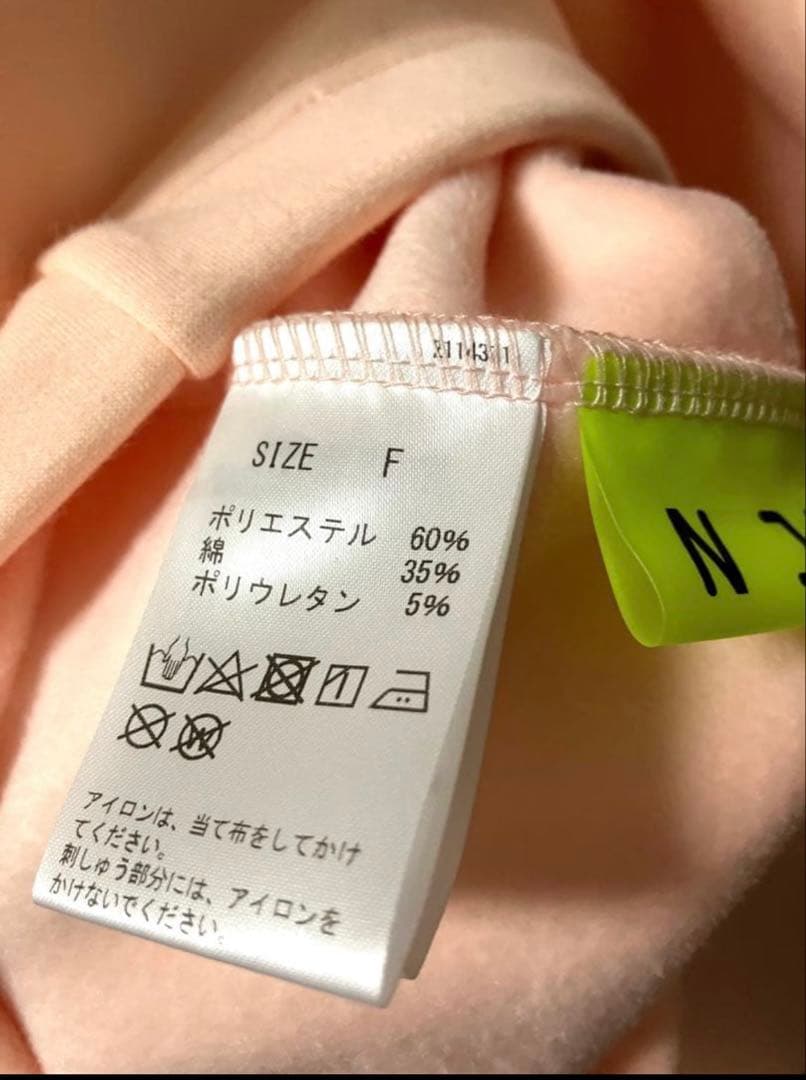 SIZE F
ポリエステル 60%
綿 35%
ポリウレタン 5%
アイロンは、当て布をしてかけ
てください。
刺しゅう部分には、アイロンを
かけないでください。
N